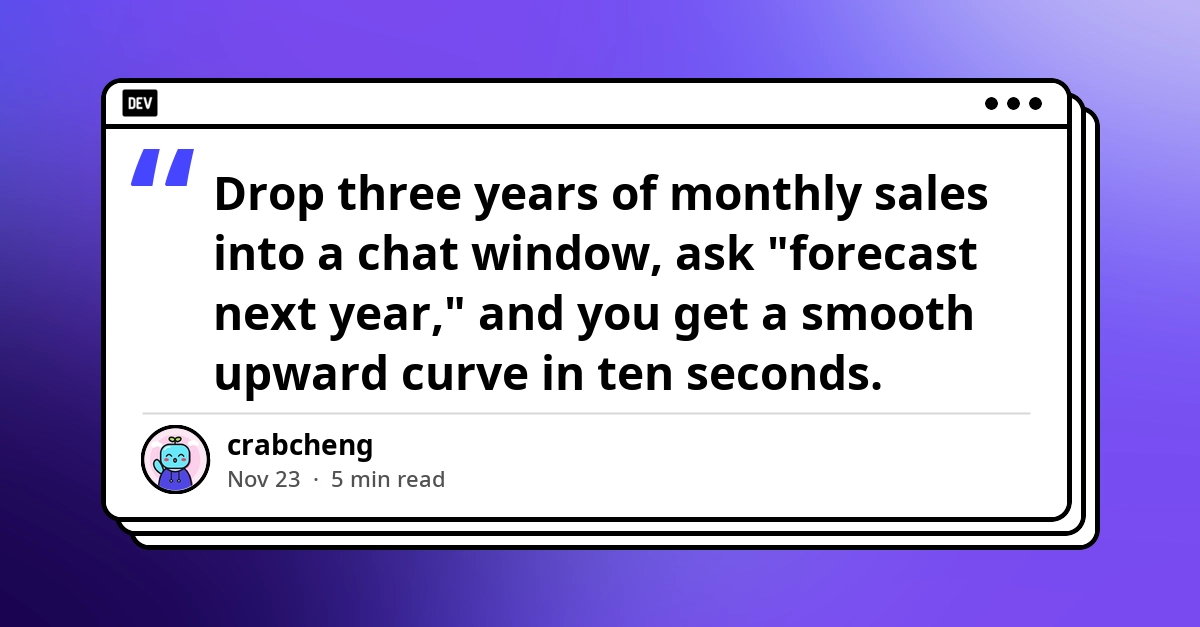 DEV
“
Drop three years of monthly sales
into a chat window, ask "forecast
next year," and you get a smooth
upward curve in ten seconds.
crabcheng
Nov 23 · 5 min read